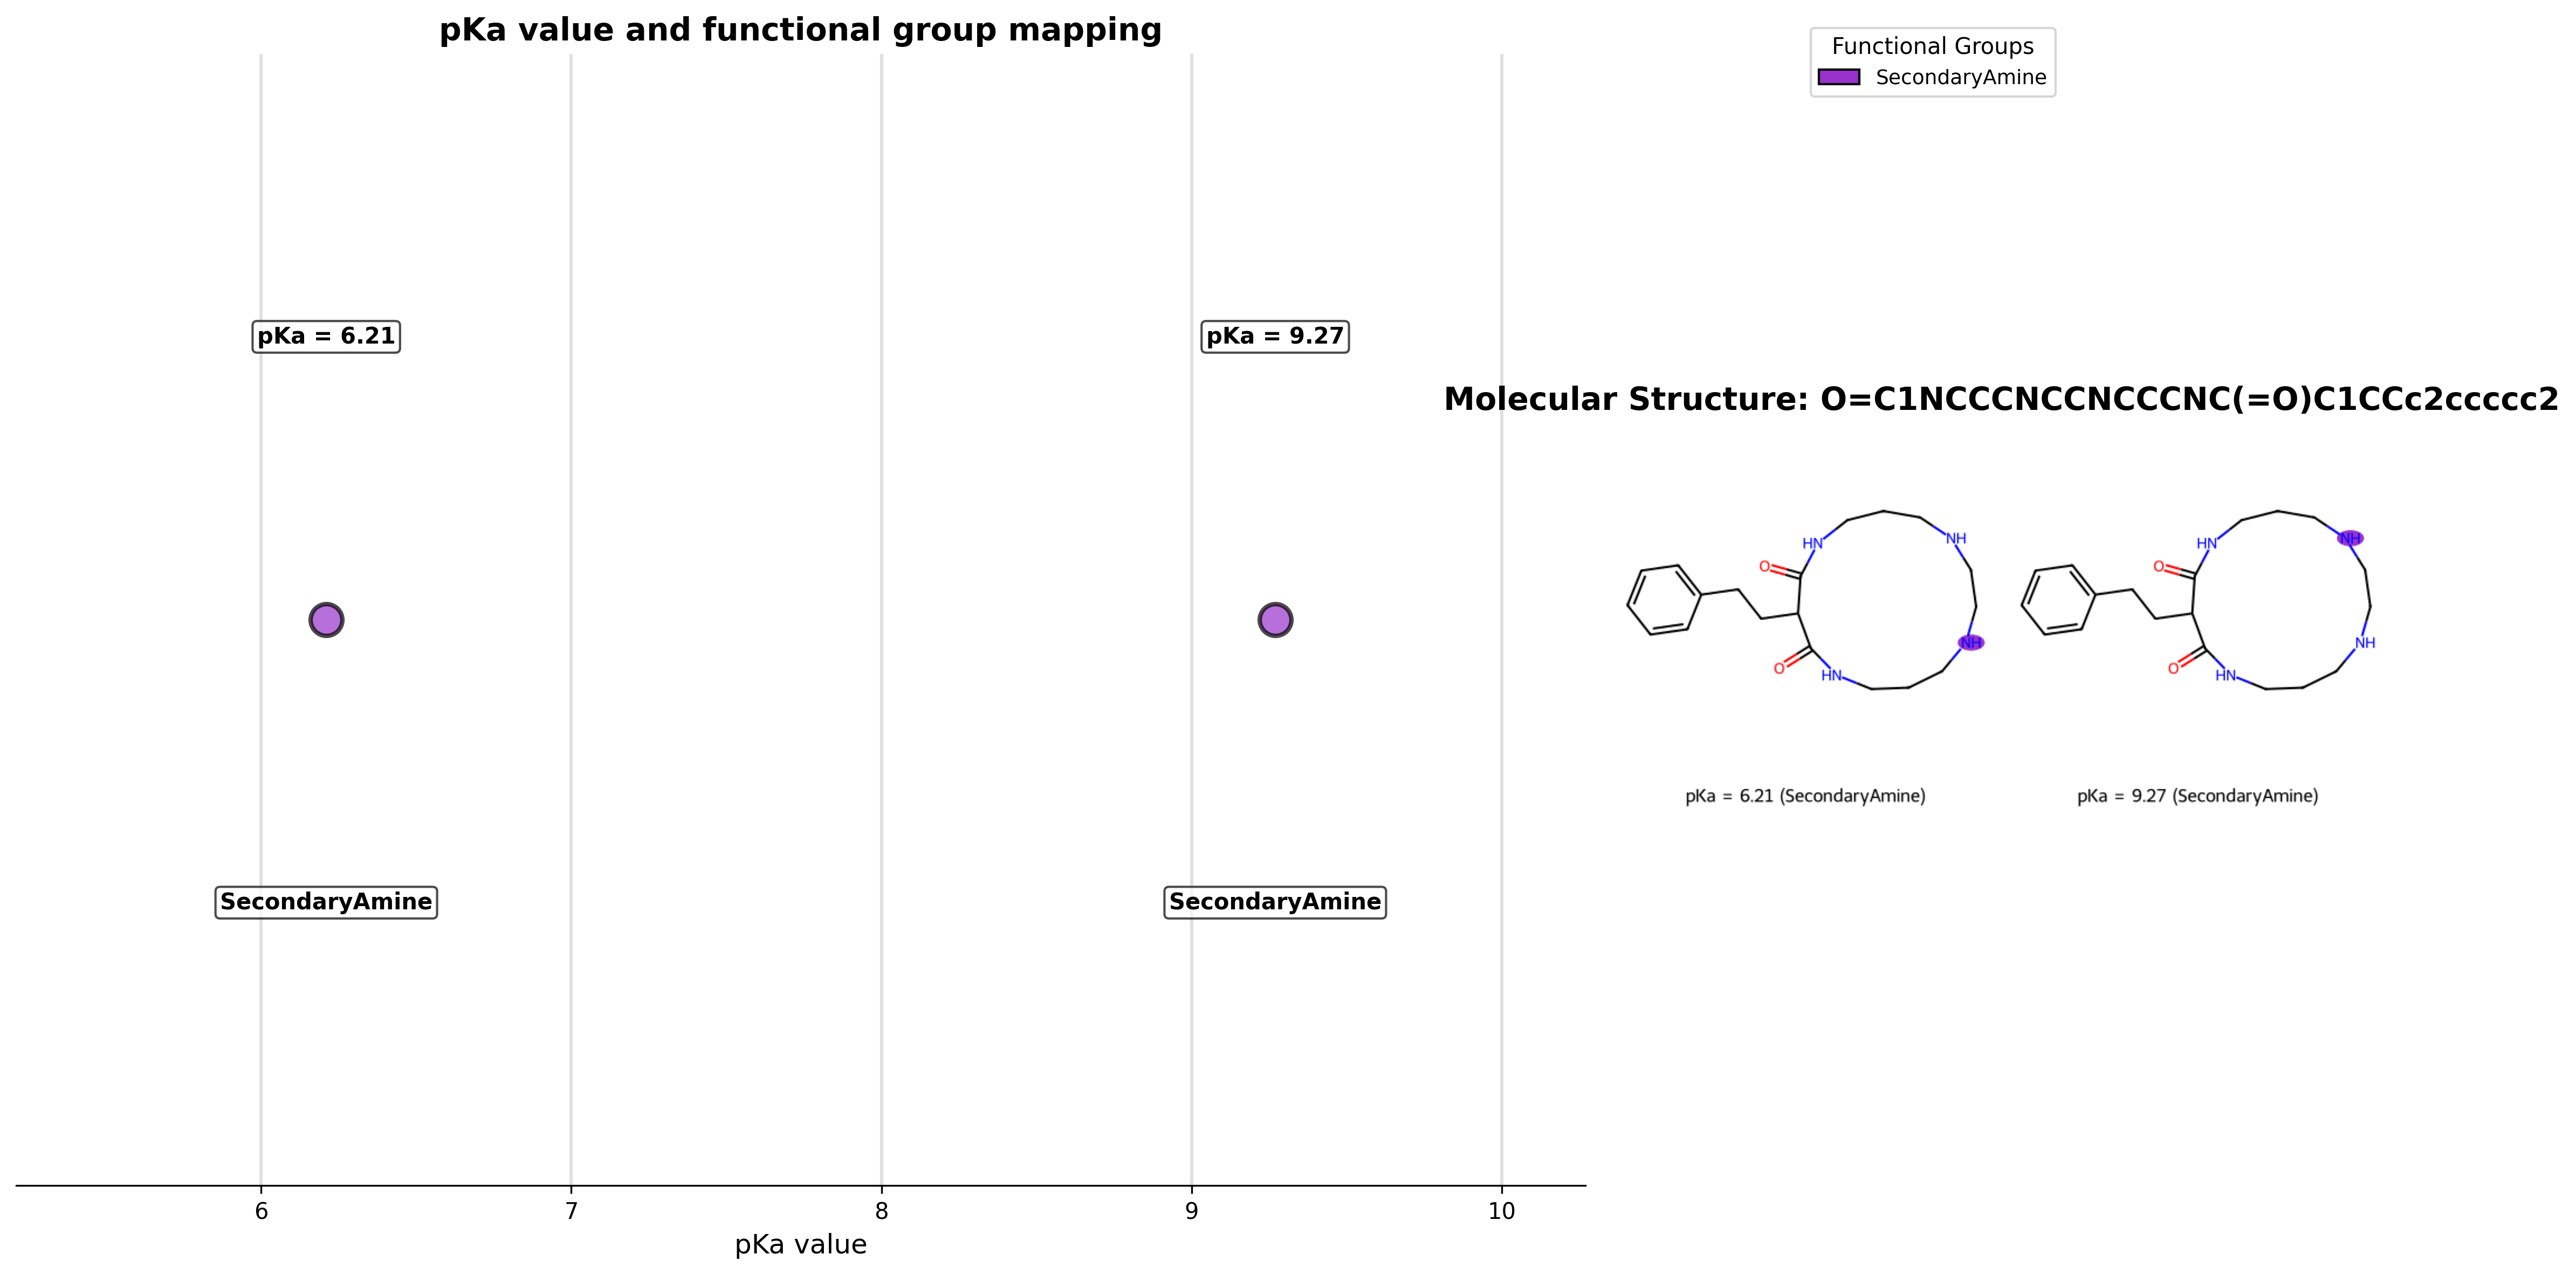 pKa value and functional group mapping
Functional Groups
SecondaryAmine
pKa = 6.21
pKa = 9.27
SecondaryAmine
SecondaryAmine
6
7
8
9
10
pKa value
Molecular Structure: O=C1NCCCNCCNCCCNC(=O)C1CCc2ccccc2
HN
NH
O
NH
O
HN
HN
NH
O
NH
O
HN
pKa = 6.21 (SecondaryAmine)
pKa = 9.27 (SecondaryAmine)